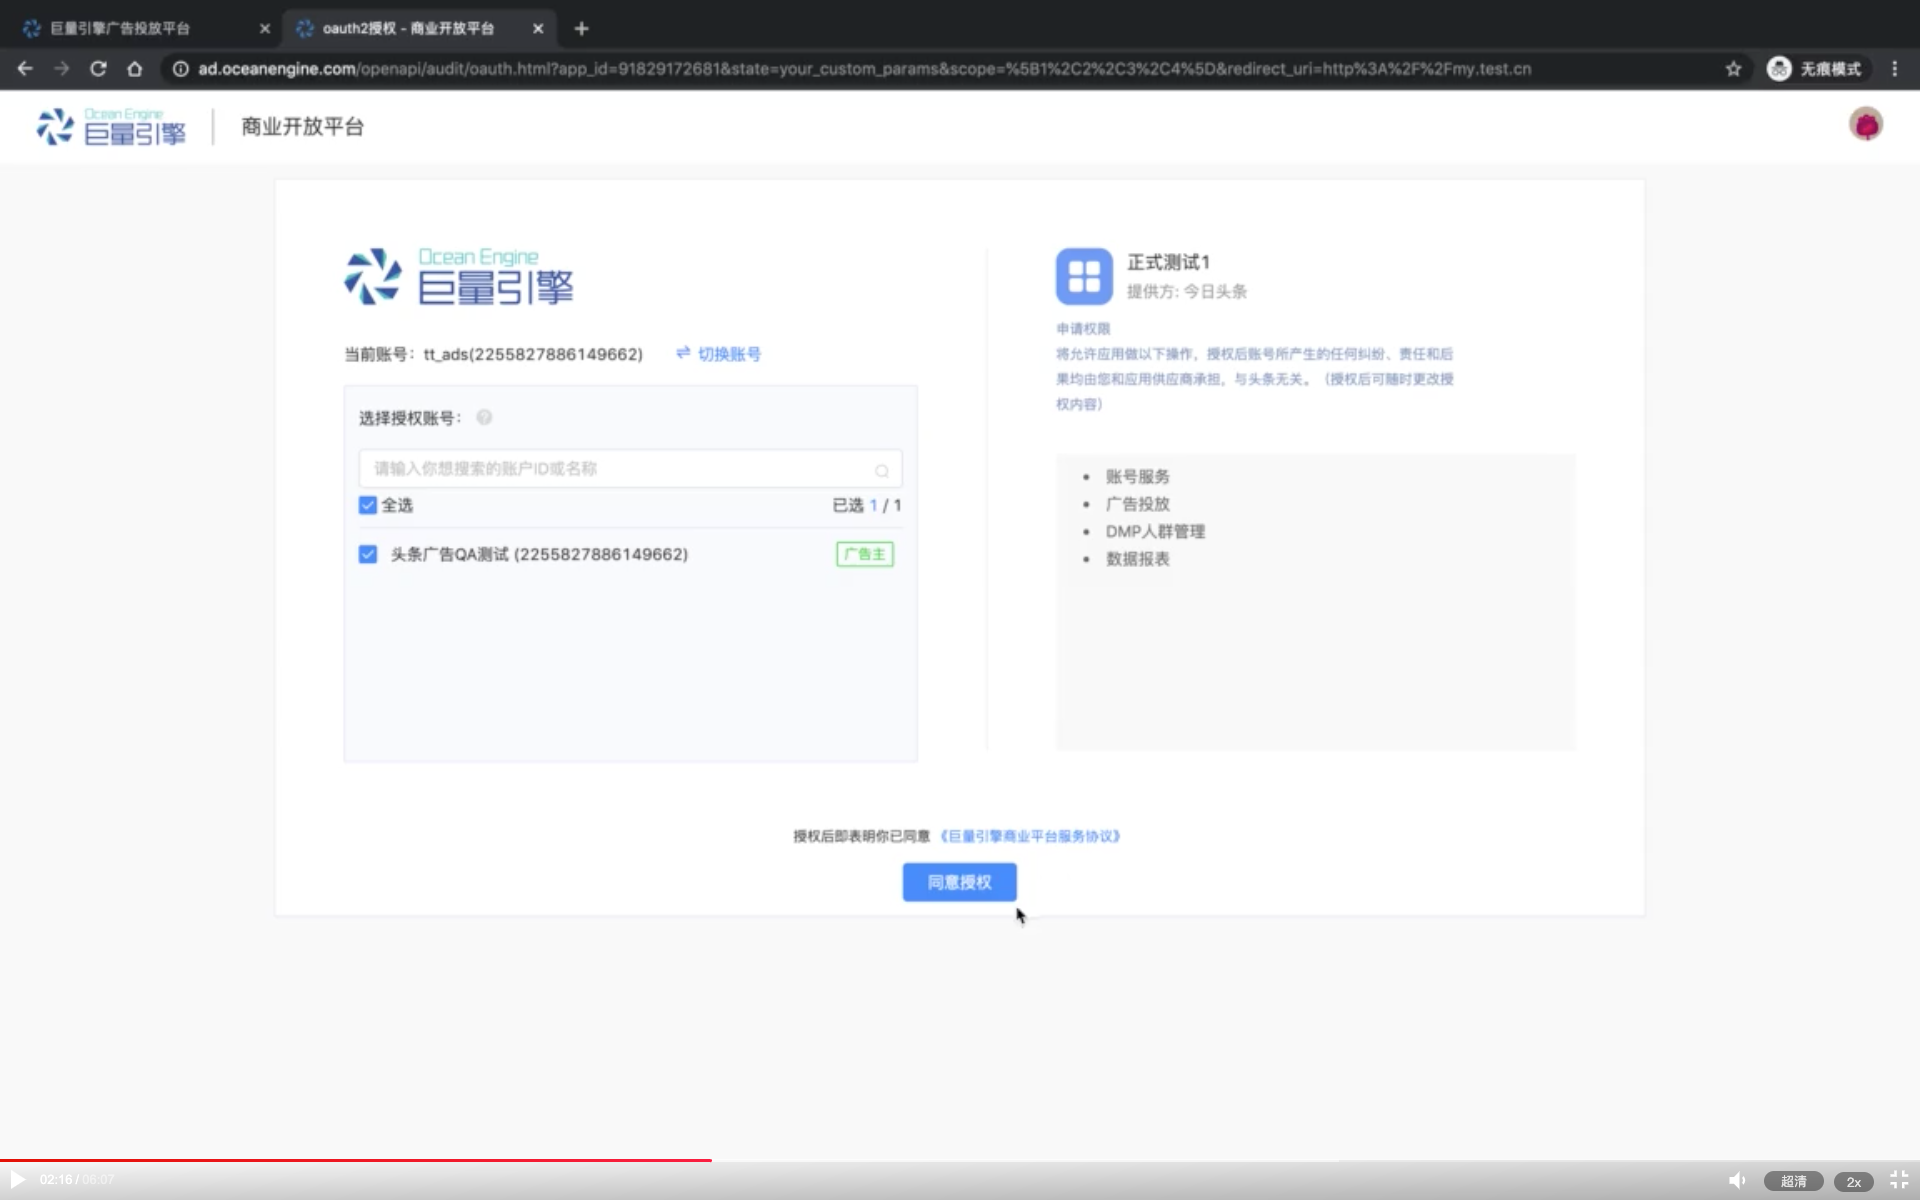 巨量引擎广告投放平台
oauth2授权 - 商业开放平台
ad.oceanengine.com/openapi/audit/oauth.html?app_id=91829172681&state=your_custom_params&scope=%5B1%2C2%2C3%2C4%5D&redirect_uri=http%3A%2F%2Fmy.test.cn
无痕模式
Ocean Engine
巨量引擎
商业开放平台
Ocean Engine
巨量引擎
当前账号：tt_ads(2255827886149662)
切换账号
选择授权账号：
请输入你想搜索的账户ID或名称
全选
已选 1 / 1
头条广告QA测试 (2255827886149662)
广告主
正式测试1
提供方: 今日头条
申请权限
将允许应用做以下操作，授权后账号所产生的任何纠纷、责任和后
果均由您和应用供应商承担，与头条无关。（授权后可随时更改授
权内容）
• 账号服务
• 广告投放
• DMP人群管理
• 数据报表
授权后即表明你已同意 《巨量引擎商业平台服务协议》
同意授权
02:16 / 06:07
超清
2x